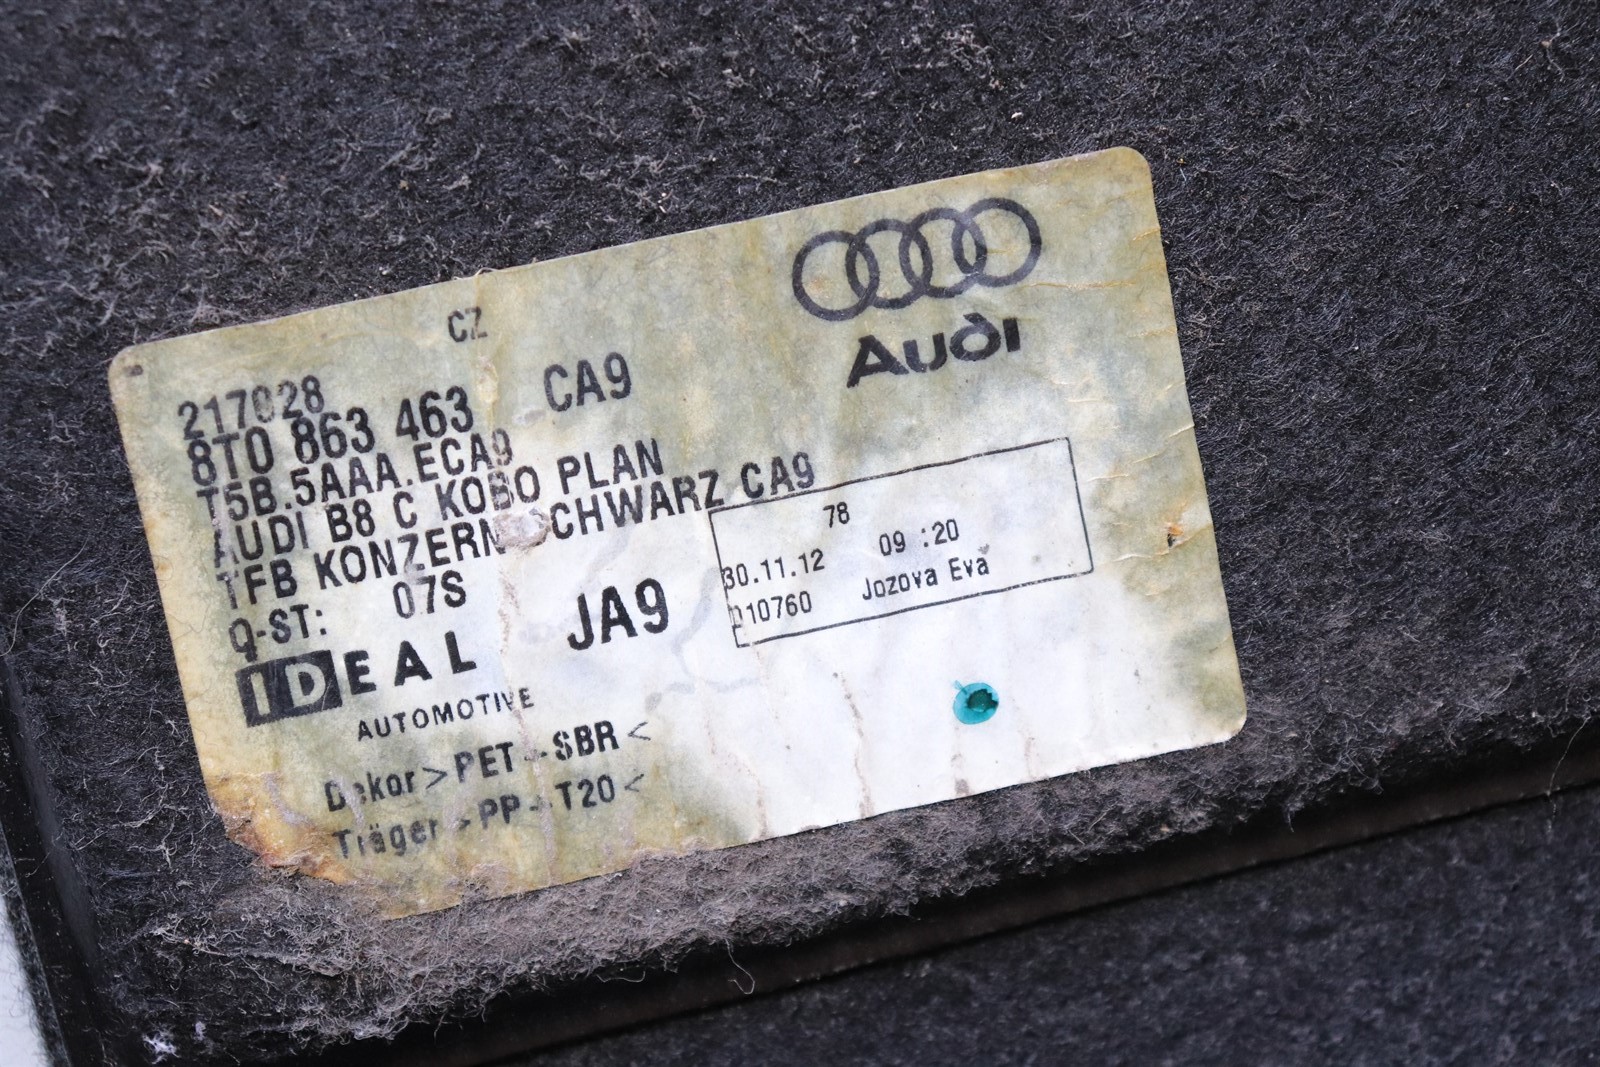 CZ
Audi
217028
8T0 863 463 CA9
T5B.5AAA.ECA9
AUDI B8 C KOBO PLAN
TFB KONZERN SCHWARZ CA9
Q-ST: 07S
JA9
78
30.11.12 09 :20
010760 Jozova Eva
IDEAL
AUTOMOTIVE
Dekor >PET+SBR<
Träger >PP+T20<